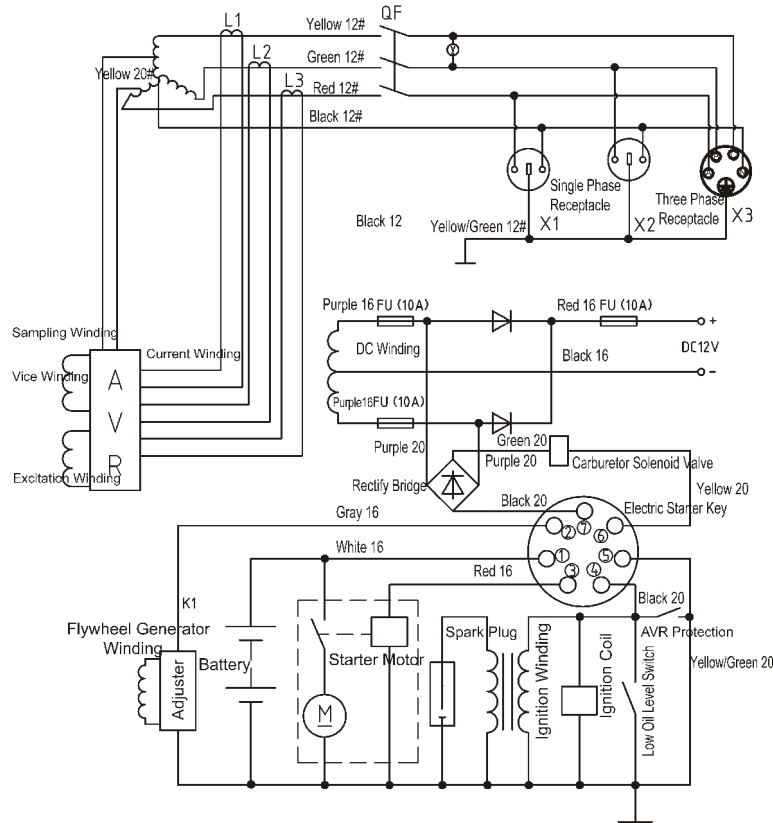 QF
Yellow 12#
L1
Green 12#
L2
Yellow 20#
Red 12#
L3
Black 12#
Y
Single Phase
Receptacle
Three Phase
Receptacle
Black 12
Yellow/Green 12#
X1
X2
X3
Purple 16 FU (10A)
Red 16 FU (10A)
+
DC Winding
Black 16
DC12V
-
Purple16FU (10A)
Purple 20
Green 20
Purple 20
Carburetor Solenoid Valve
Rectify Bridge
Yellow 20
Black 20
Electric Starter Key
Sampling Winding
Current Winding
Vice Winding
Excitation Winding
A
V
R
Gray 16
White 16
Red 16
1
2
3
4
5
6
7
Black 20
AVR Protection
K1
Flywheel Generator
Winding
Adjuster
Battery
Starter Motor
M
Spark Plug
Ignition Winding
Ignition Coil
Low Oil Level Switch
Yellow/Green 20